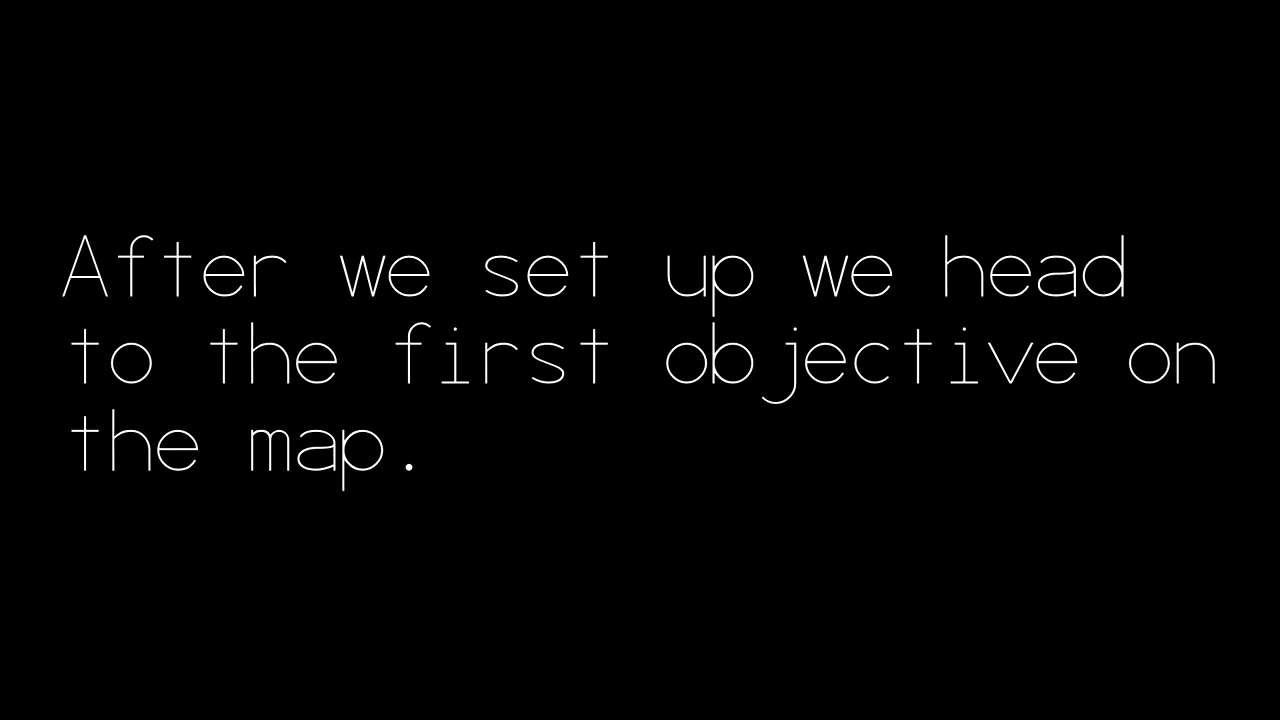 After we set up we head
to the first objective on
the map.